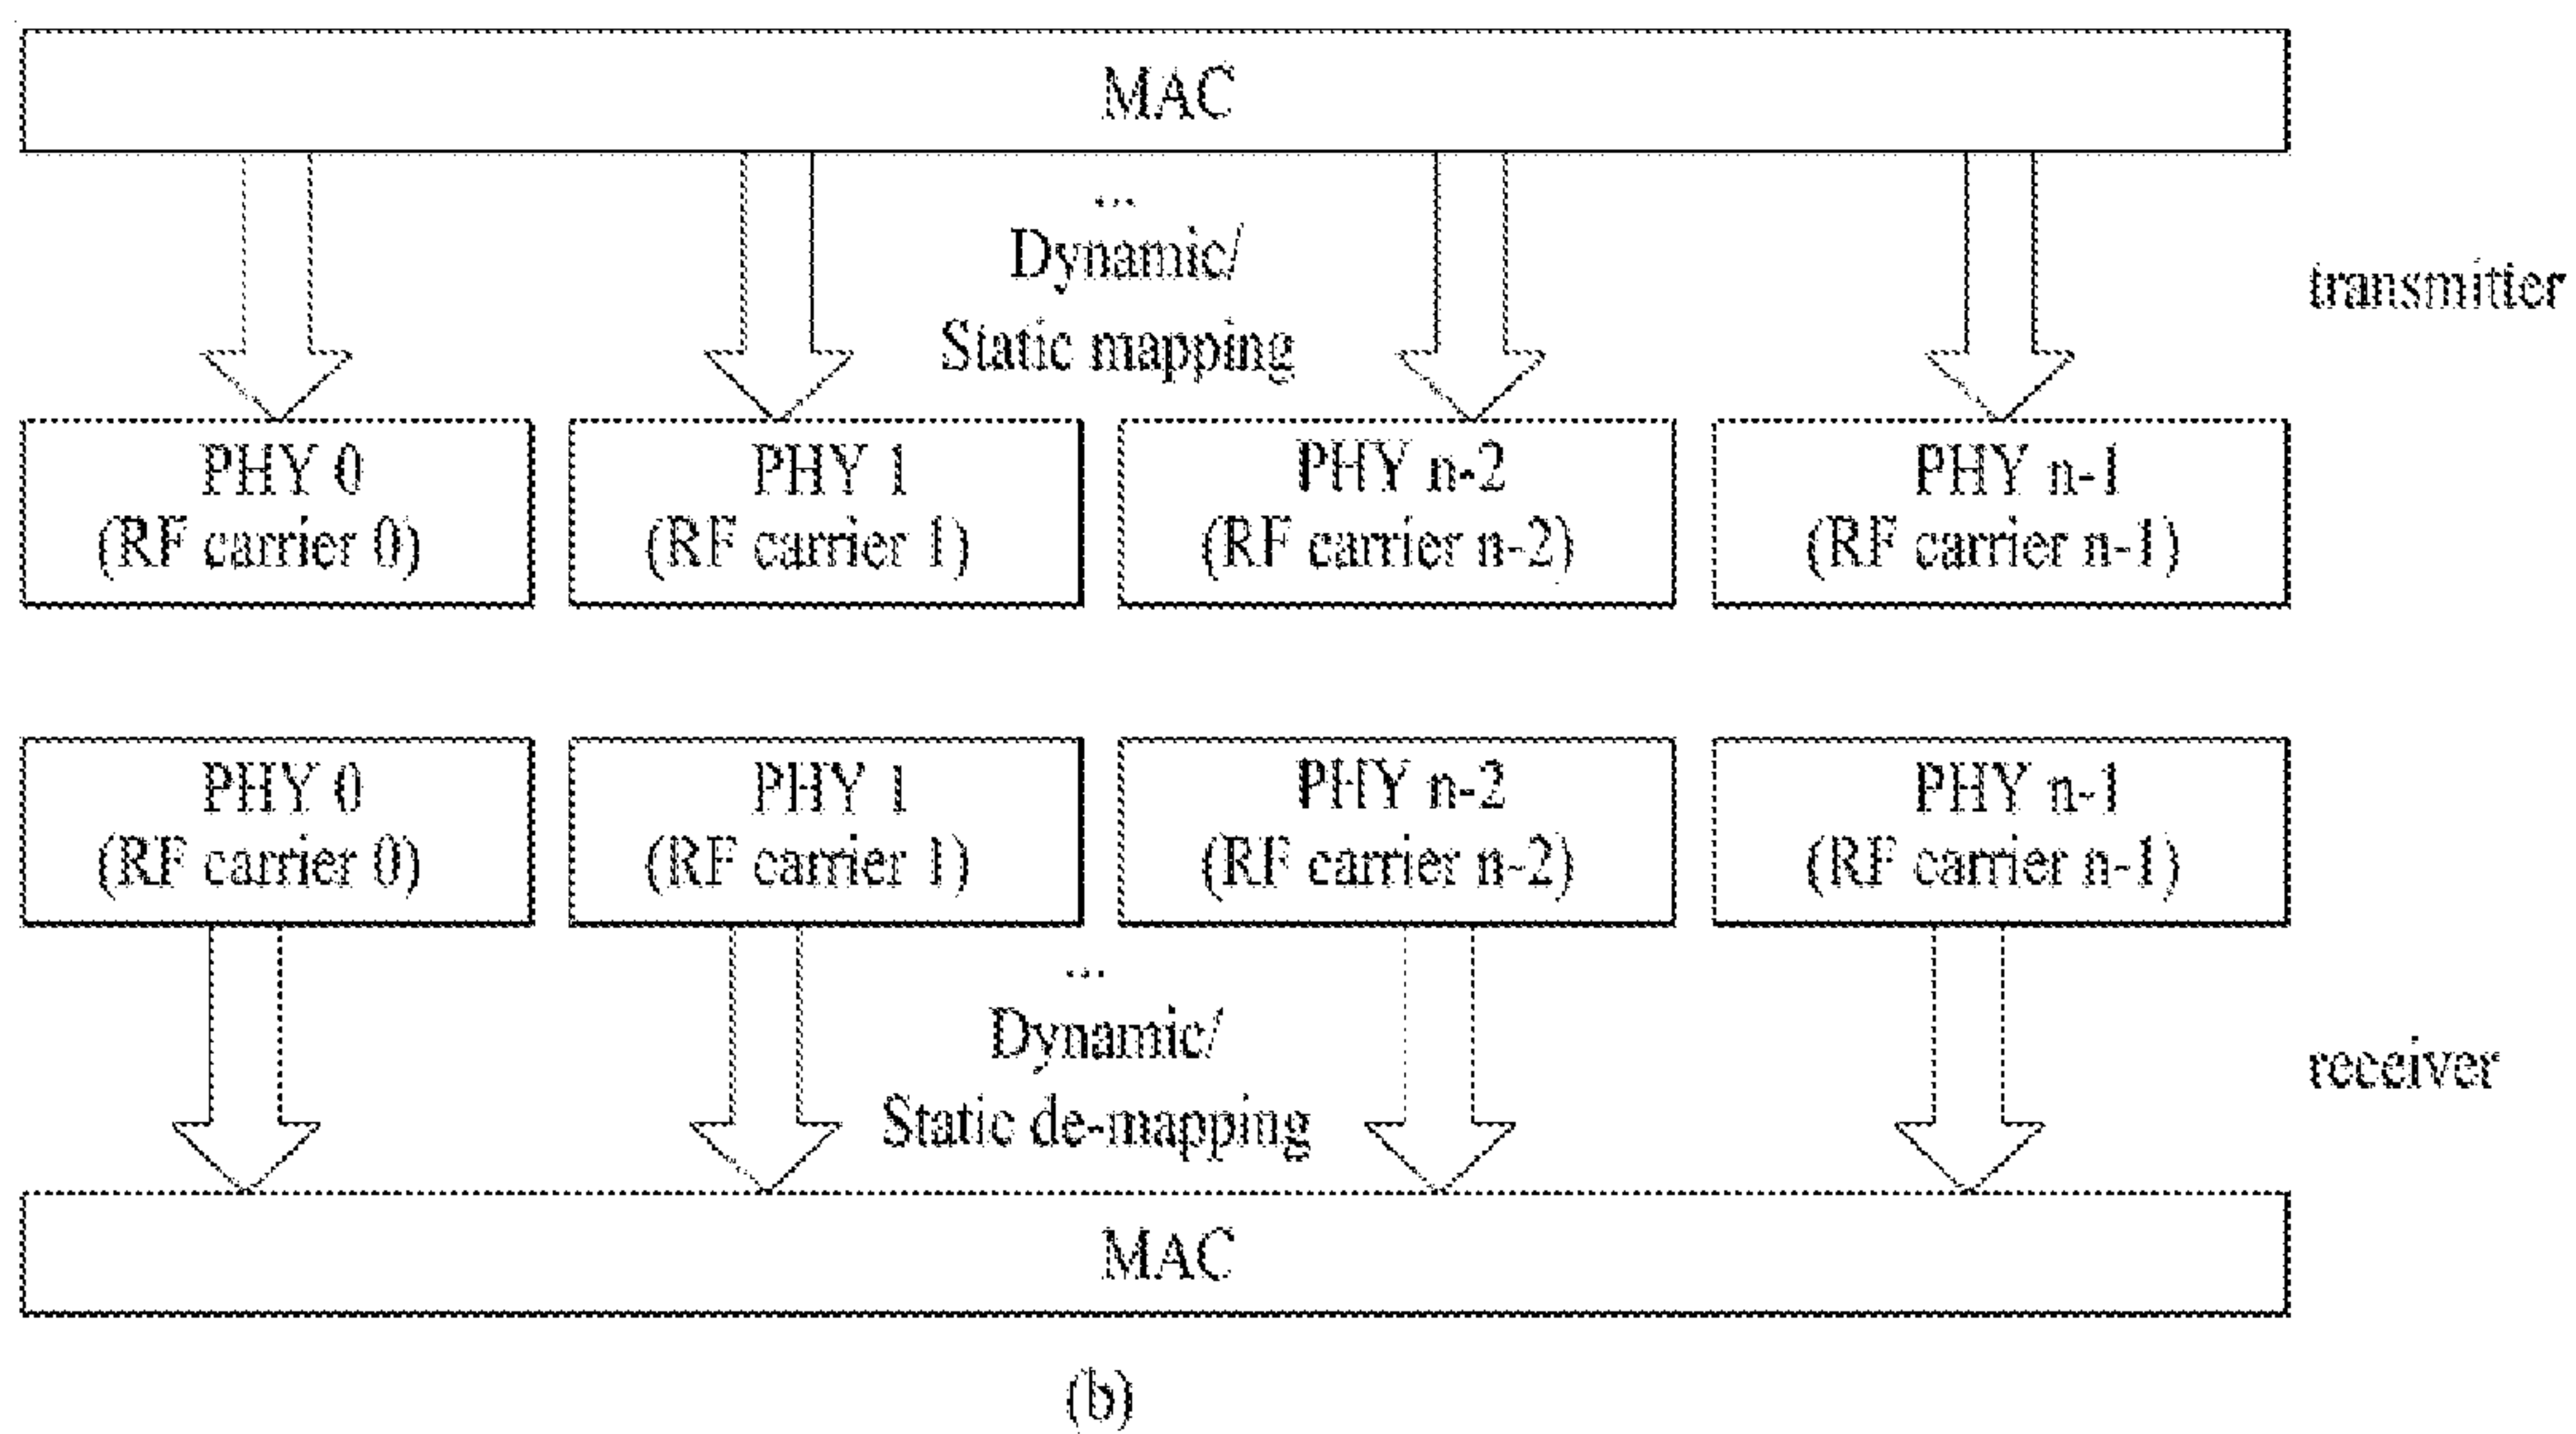 MAC
...
Dynamic/
Static mapping
transmitter
PHY 0
(RF carrier 0)
PHY 1
(RF carrier 1)
PHY n-2
(RF carrier n-2)
PHY n-1
(RF carrier n-1)
PHY 0
(RF carrier 0)
PHY 1
(RF carrier 1)
PHY n-2
(RF carrier n-2)
PHY n-1
(RF carrier n-1)
...
Dynamic/
Static de-mapping
receiver
MAC
(b)